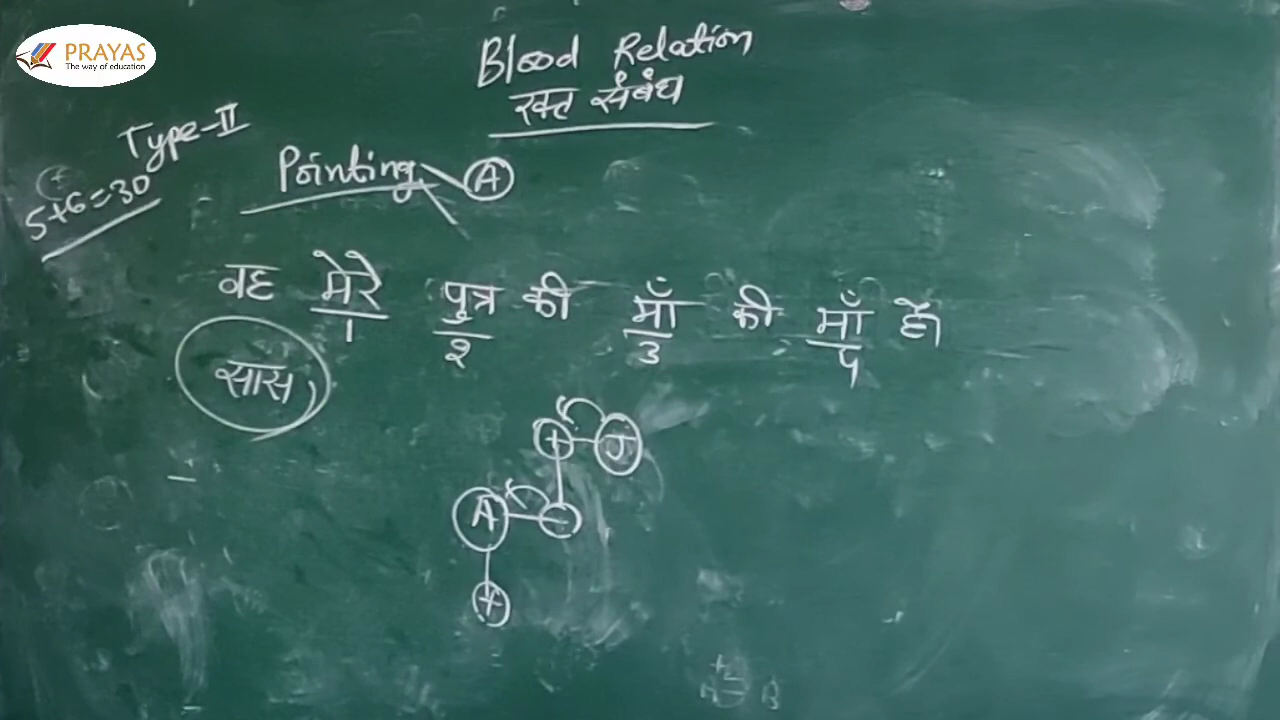 PRAYAS
The way of education
Blood Relation
रक्त संबंध
Type-II
5+6=30
Pointing A
वह मेरे पुत्र की माँ की माँ हो
1 2 3 4
सास
+ J
A -
+